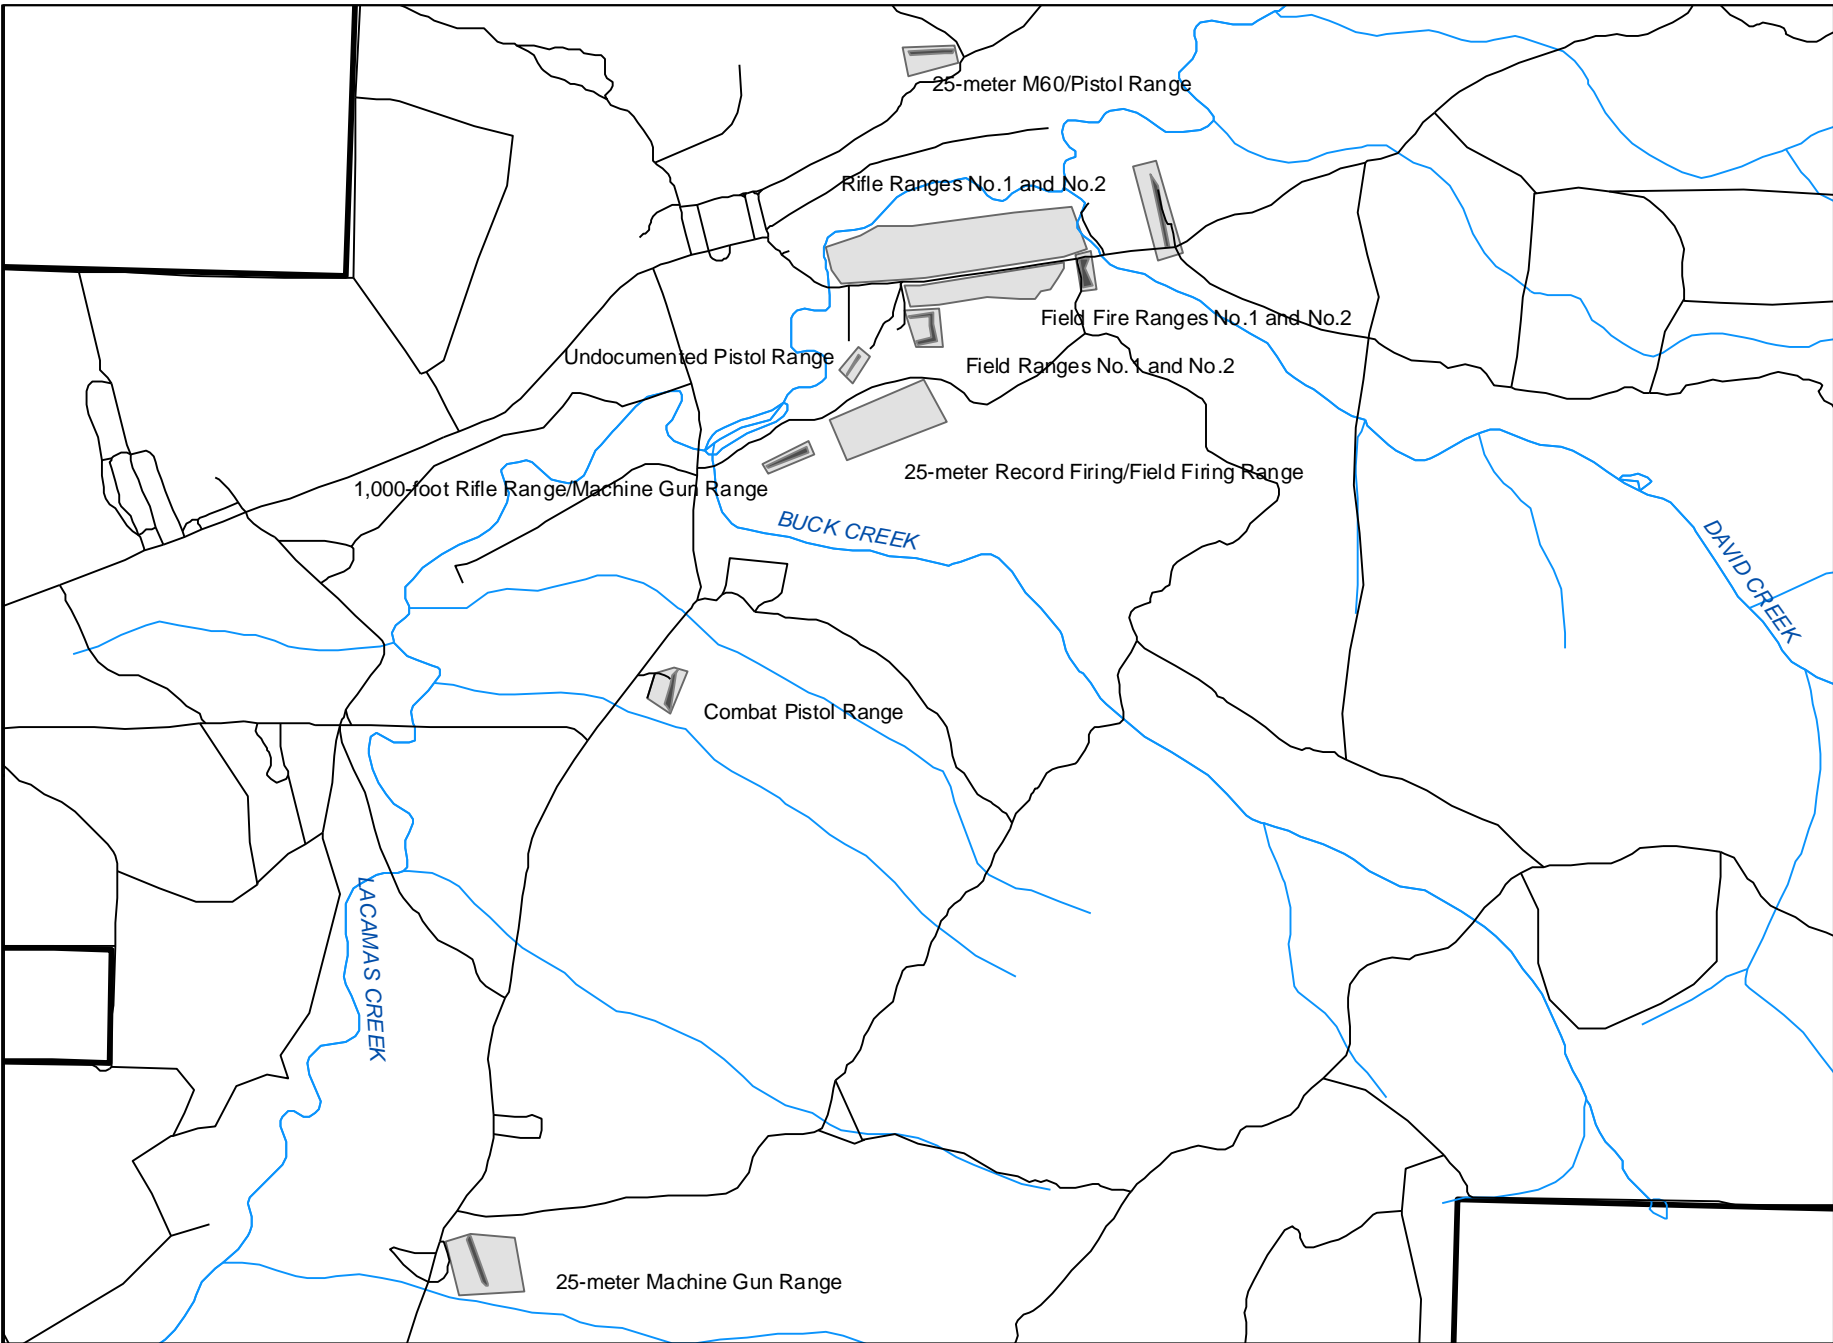 25-meter M60/Pistol Range
Rifle Ranges No.1 and No.2
Field Fire Ranges No.1 and No.2
Undocumented Pistol Range
Field Ranges No.1 and No.2
25-meter Record Firing/Field Firing Range
1,000-foot Rifle Range/Machine Gun Range
BUCK CREEK
DAVID CREEK
Combat Pistol Range
LACAMAS CREEK
25-meter Machine Gun Range